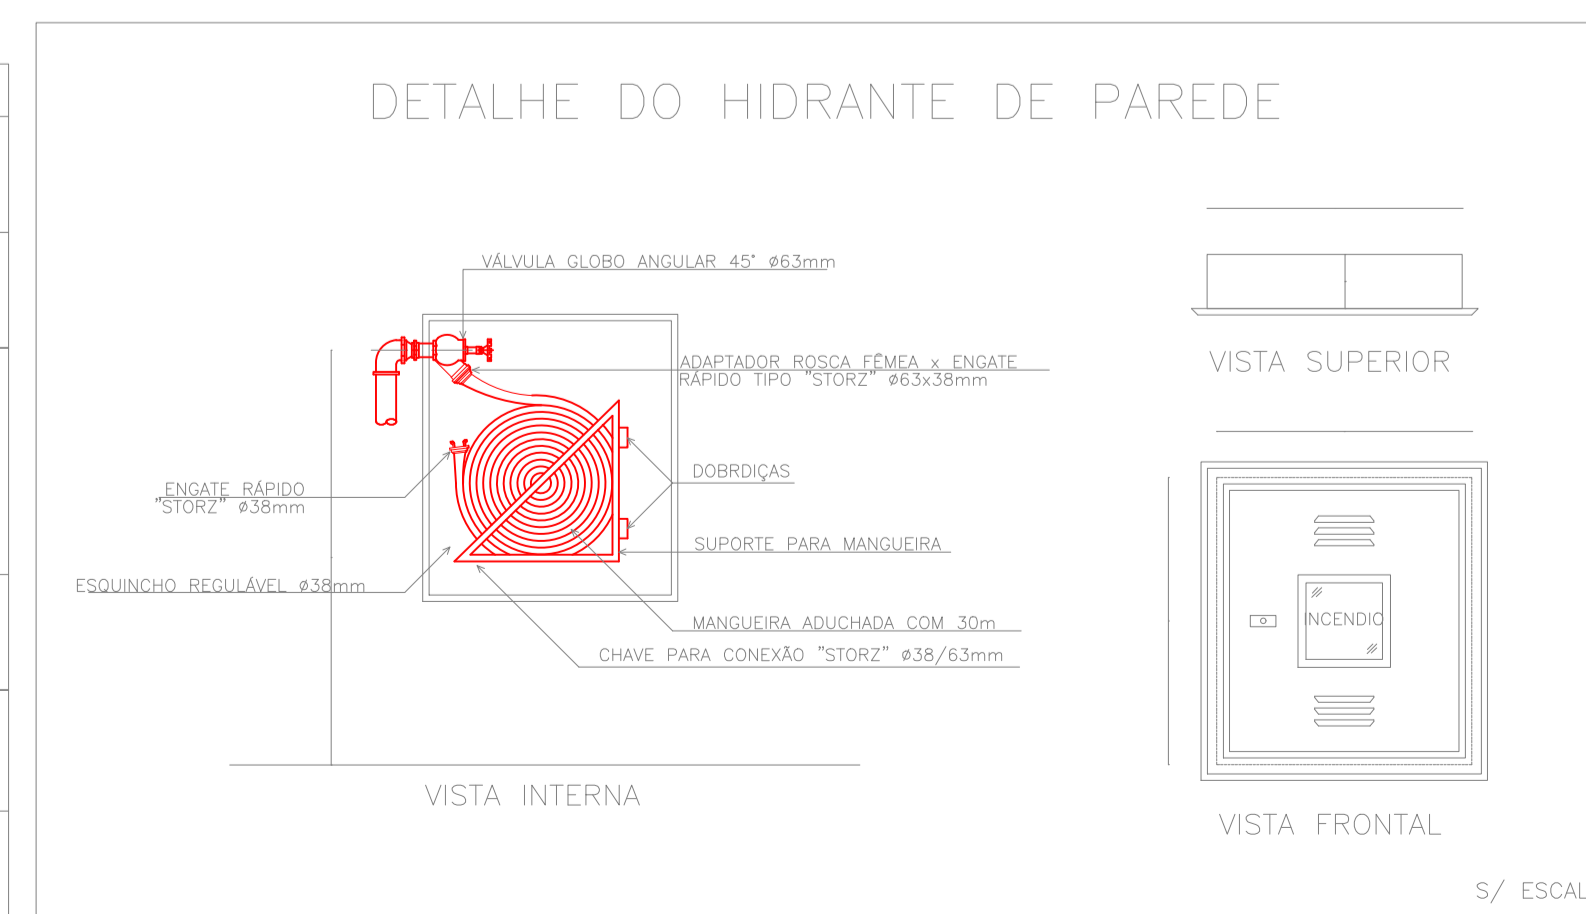 DETALHE DO HIDRANTE DE PAREDE
VÁLVULA GLOBO ANGULAR 45° ø63mm
ADAPTADOR ROSCA FÊMEA x ENGATE
RÁPIDO TIPO "STORZ" ø63x38mm
DOBRDIÇAS
ENGATE RÁPIDO
"STORZ" ø38mm
SUPORTE PARA MANGUEIRA
ESQUINCHO REGULÁVEL ø38mm
MANGUEIRA ADUCHADA COM 30m
CHAVE PARA CONEXÃO "STORZ" ø38/63mm
VISTA INTERNA
VISTA SUPERIOR
INCENDIO
VISTA FRONTAL
S/ ESCAL